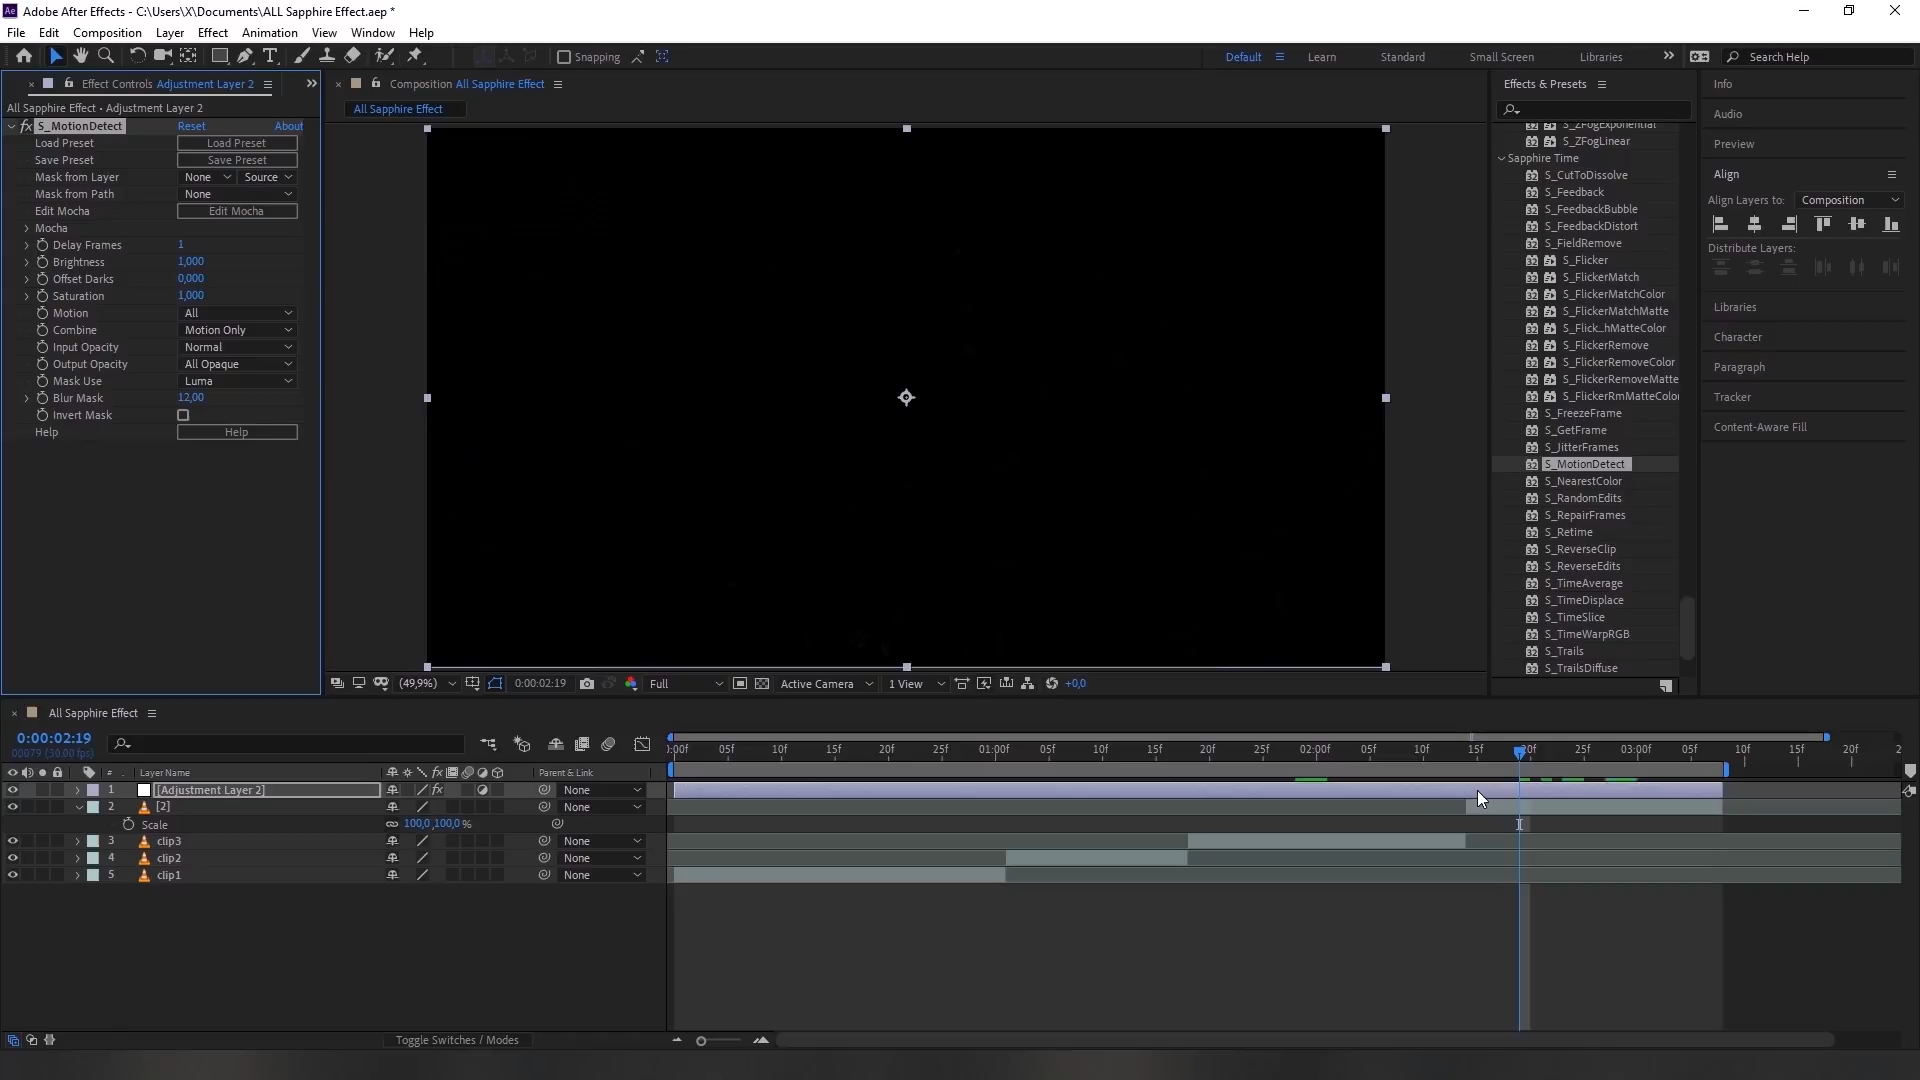 Adobe After Effects - C:\Users\X\Documents\ALL Sapphire Effect.aep *
File Edit Composition Layer Effect Animation View Window Help
Snapping
Default Learn Standard Small Screen Libraries Search Help
Effect Controls Adjustment Layer 2
All Sapphire Effect • Adjustment Layer 2
fx S_MotionDetect Reset About
Load Preset Load Preset
Save Preset Save Preset
Mask from Layer None Source
Mask from Path None
Edit Mocha Edit Mocha
Mocha
Delay Frames 1
Brightness 1,000
Offset Darks 0,000
Saturation 1,000
Motion All
Combine Motion Only
Input Opacity Normal
Output Opacity All Opaque
Mask Use Luma
Blur Mask 12,00
Invert Mask
Help Help
Composition All Sapphire Effect
All Sapphire Effect
(49,9%) 0:00:02:19 Full Active Camera 1 View +0,0
Effects & Presets
S_ZFogExponential
S_ZFogLinear
Sapphire Time
S_CutToDissolve
S_Feedback
S_FeedbackBubble
S_FeedbackDistort
S_FieldRemove
S_Flicker
S_FlickerMatch
S_FlickerMatchColor
S_FlickerMatchMatte
S_Flick...hMatteColor
S_FlickerRemove
S_FlickerRemoveColor
S_FlickerRemoveMatte
S_FlickerRmMatteColor
S_FreezeFrame
S_GetFrame
S_JitterFrames
S_MotionDetect
S_NearestColor
S_RandomEdits
S_RepairFrames
S_Retime
S_ReverseClip
S_ReverseEdits
S_TimeAverage
S_TimeDisplace
S_TimeSlice
S_TimeWarpRGB
S_Trails
S_TrailsDiffuse
Info
Audio
Preview
Align
Align Layers to: Composition
Distribute Layers:
Libraries
Character
Paragraph
Tracker
Content-Aware Fill
All Sapphire Effect
0:00:02:19
00079 (30.00 fps)
:00f 05f 10f 15f 20f 25f 01:00f 05f 10f 15f 20f 25f 02:00f 05f 10f 15f 20f 25f 03:00f 05f 10f 15f 20f 2
# Layer Name Parent & Link
1 [Adjustment Layer 2] None
2 [2] None
Scale 100,0 ,100,0 %
3 clip3 None
4 clip2 None
5 clip1 None
Toggle Switches / Modes